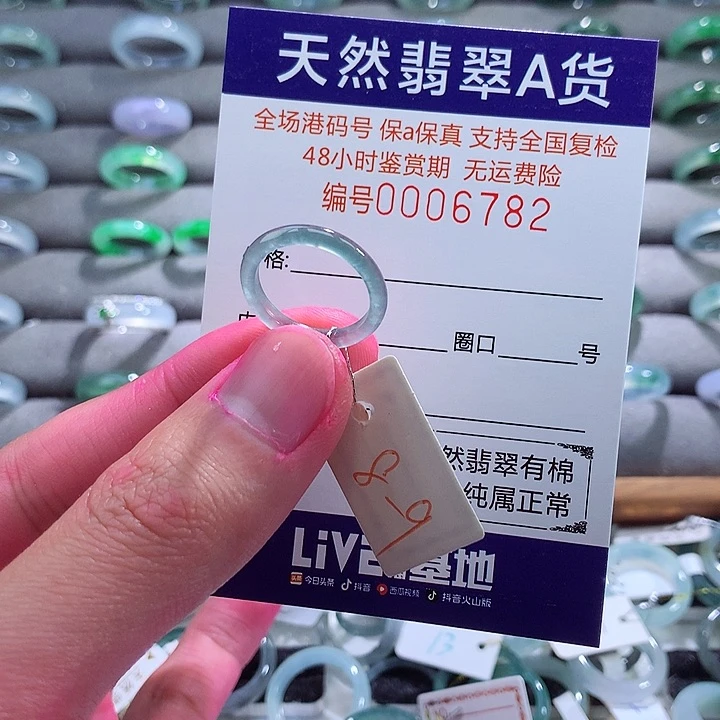 天然翡翠A货
全场港码号 保a保真 支持全国复检
48小时鉴赏期 无运费险
编号0006782
格:
圈口 号
然翡翠有棉
纯属正常
LiVe 基地
今日头条 抖音 西瓜视频 抖音火山版
13